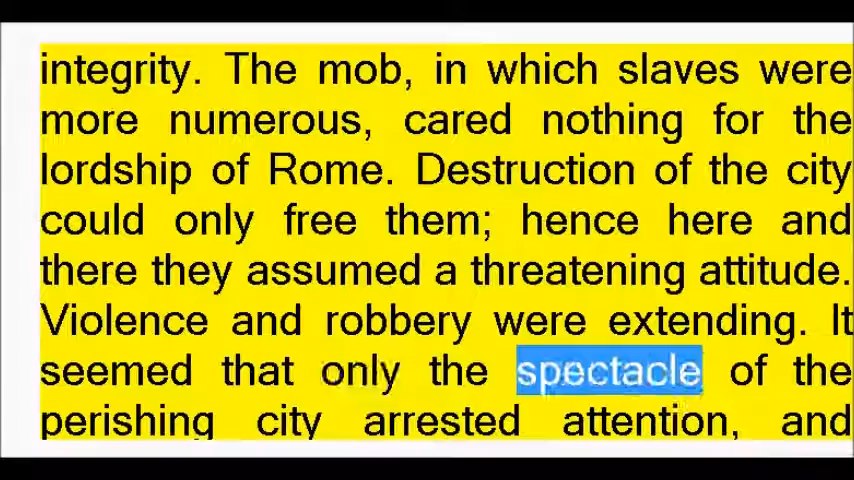 integrity. The mob, in which slaves were
more numerous, cared nothing for the
lordship of Rome. Destruction of the city
could only free them; hence here and
there they assumed a threatening attitude.
Violence and robbery were extending. It
seemed that only the spectacle of the
perishing city arrested attention, and